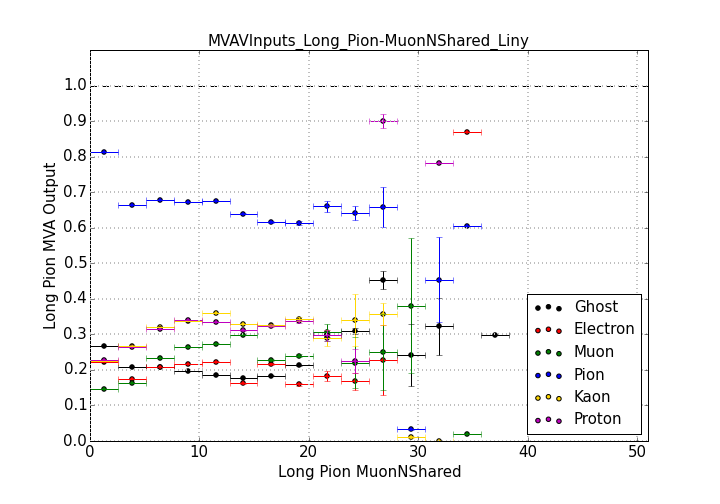 MVAVInputs_Long_Pion-MuonNShared_Liny
Long Pion MVA Output
1.0
0.9
0.8
0.7
0.6
0.5
0.4
0.3
0.2
0.1
0.0
0 10 20 30 40 50
Long Pion MuonNShared
Ghost
Electron
Muon
Pion
Kaon
Proton